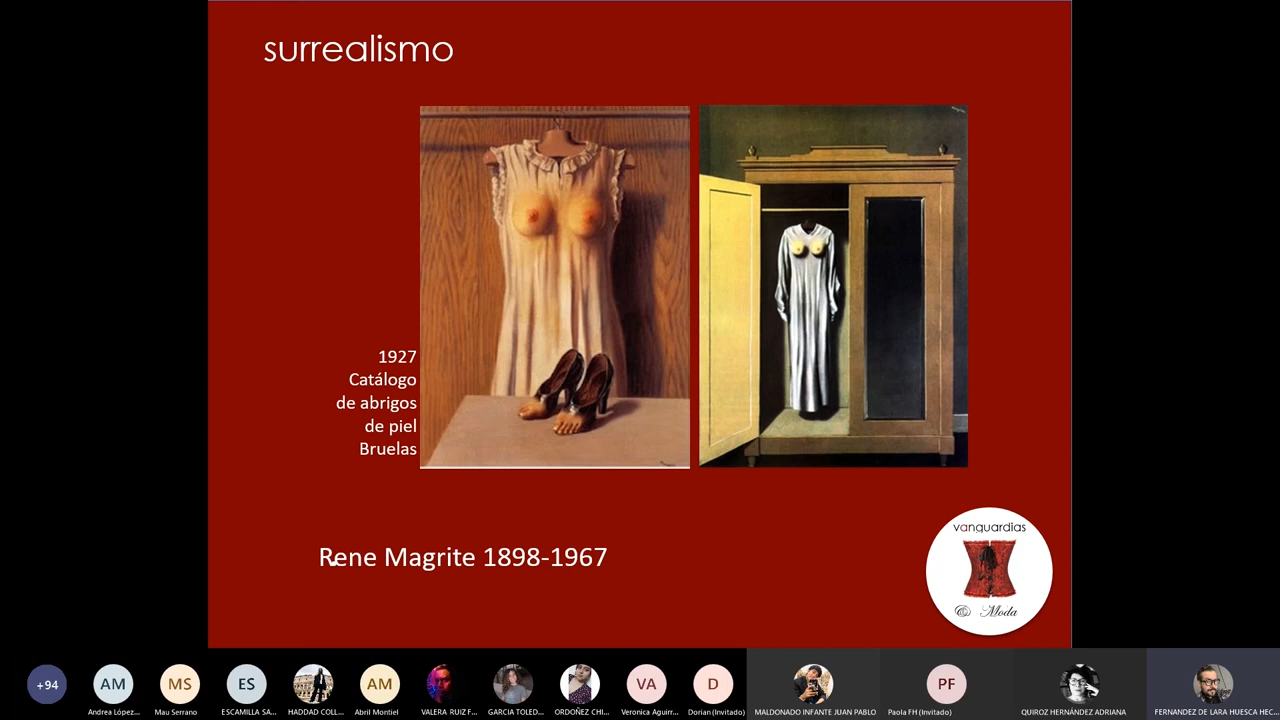 surrealismo
1927
Catálogo
de abrigos
de piel
Bruelas
Rene Magrite 1898-1967
vanguardias
& Moda
+94
AM
MS
ES
AM
VA
D
PF
Andrea López...
Mau Serrano
ESCAMILLA SA...
HADDAD COLL...
Abril Montiel
VALERA RUIZ F...
GARCIA TOLED...
ORDOÑEZ CHI...
Veronica Aguirr...
Dorian (Invitado)
MALDONADO INFANTE JUAN PABLO
Paola FH (Invitado)
QUIROZ HERNÁNDEZ ADRIANA
FERNANDEZ DE LARA HUESCA HEC...